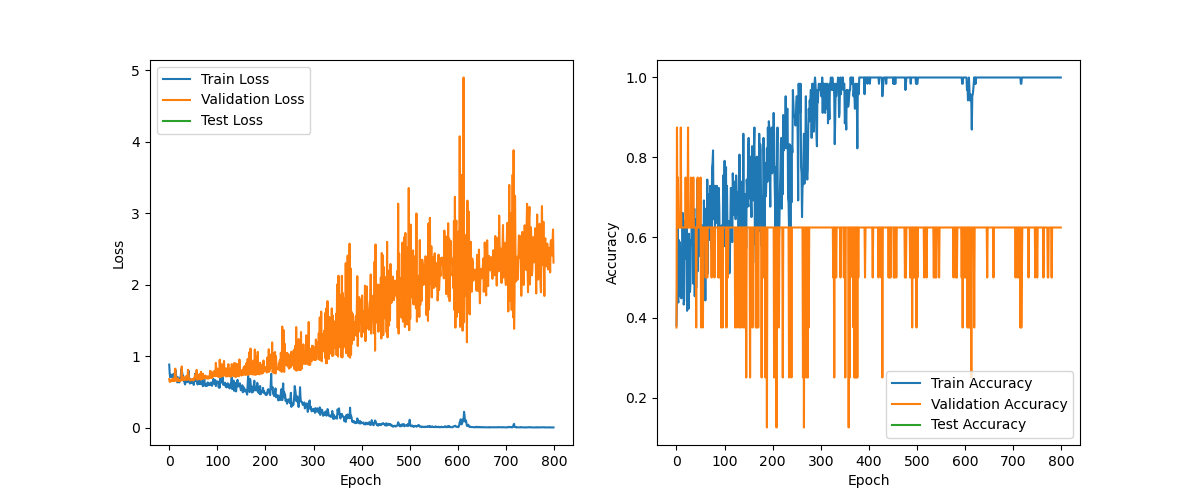 Train Loss
Validation Loss
Test Loss
5
4
3
2
1
0
Loss
0 100 200 300 400 500 600 700 800
Epoch
1.0
0.8
0.6
0.4
0.2
Accuracy
Train Accuracy
Validation Accuracy
Test Accuracy
0 100 200 300 400 500 600 700 800
Epoch